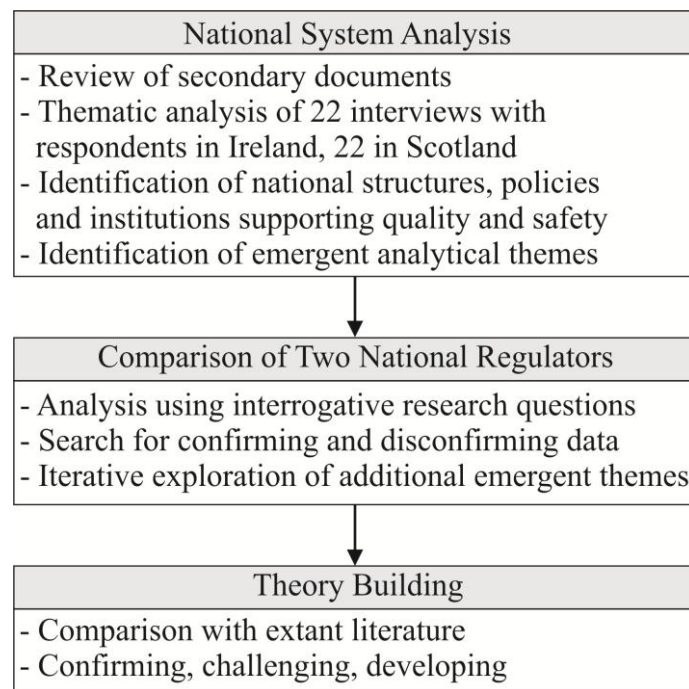 National System Analysis
- Review of secondary documents
- Thematic analysis of 22 interviews with
respondents in Ireland, 22 in Scotland
- Identification of national structures, policies
and institutions supporting quality and safety
- Identification of emergent analytical themes
Comparison of Two National Regulators
- Analysis using interrogative research questions
- Search for confirming and disconfirming data
- Iterative exploration of additional emergent themes
Theory Building
- Comparison with extant literature
- Confirming, challenging, developing